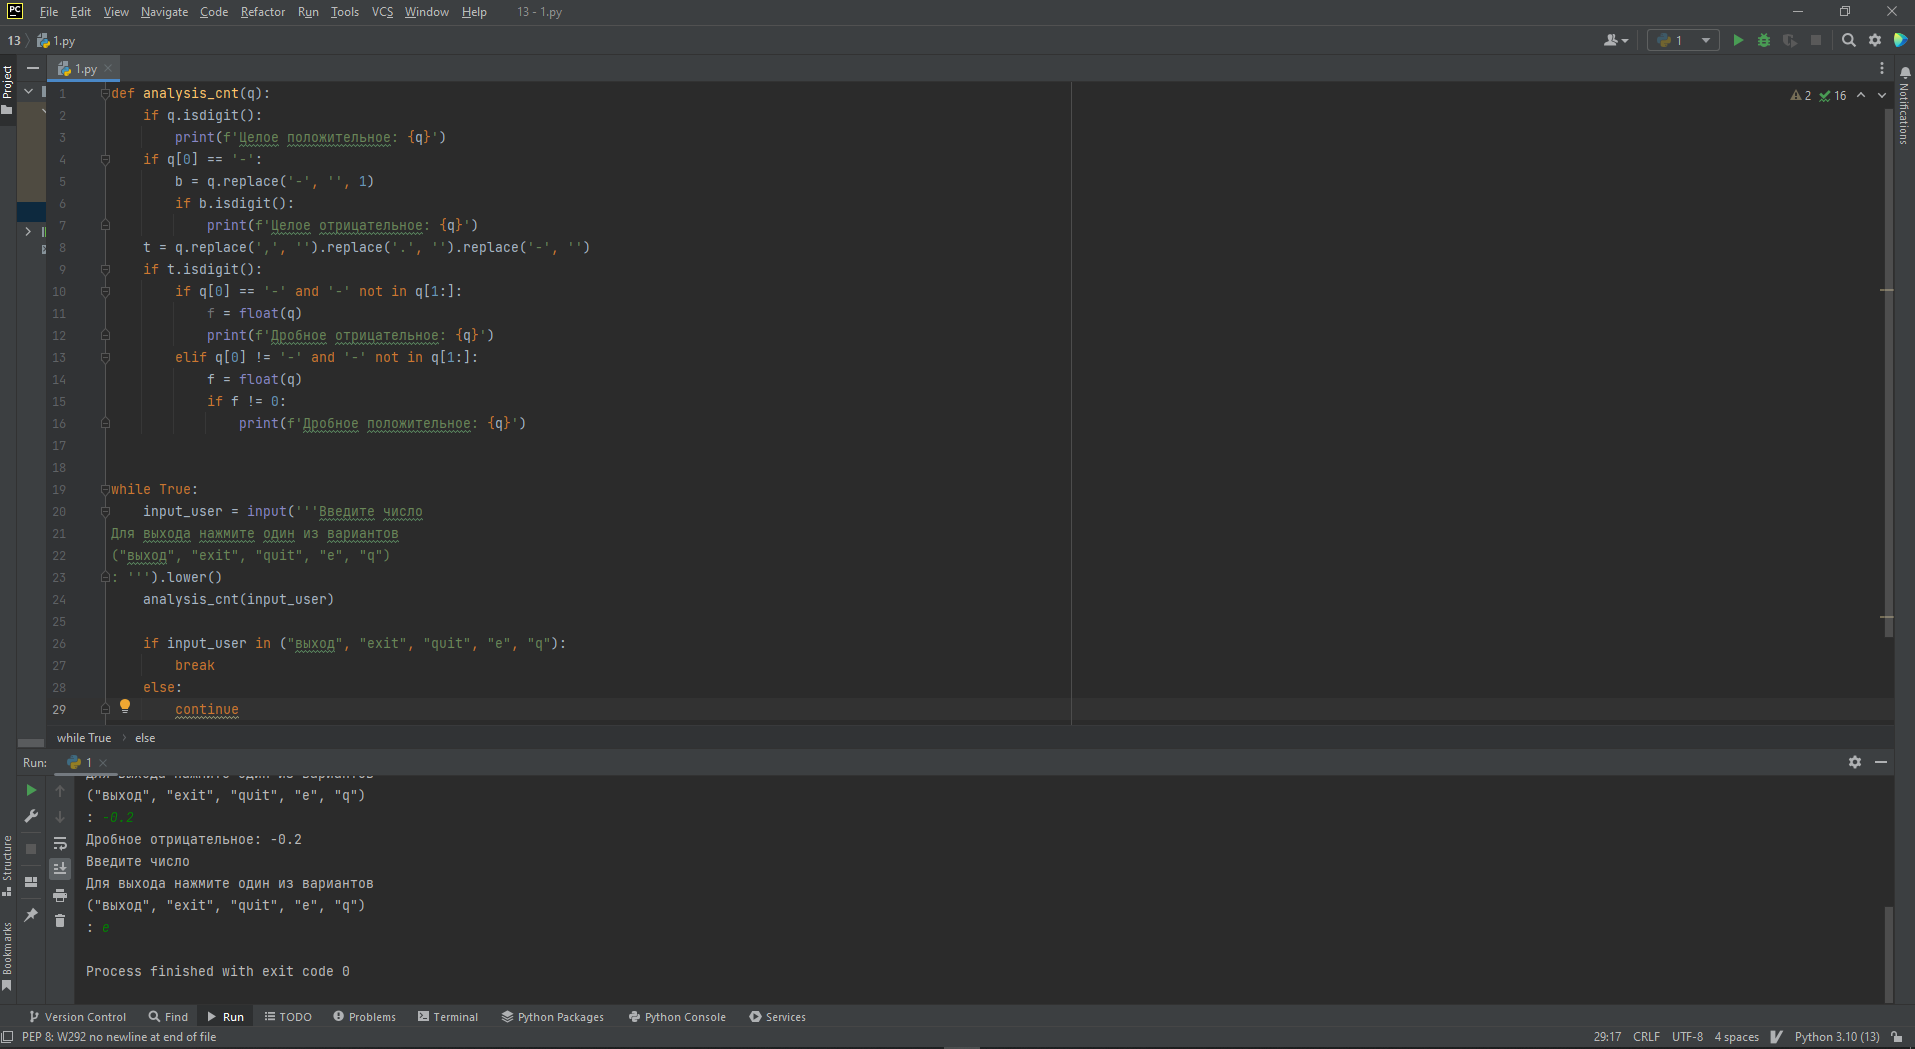 PC File Edit View Navigate Code Refactor Run Tools VCS Window Help 13 - 1.py
13 1.py 1
Project
1.py
Notifications
2 16
1 def analysis_cnt(q):
2 if q.isdigit():
3 print(f'Целое положительное: {q}')
4 if q[0] == '-':
5 b = q.replace('-', '', 1)
6 if b.isdigit():
7 print(f'Целое отрицательное: {q}')
8 t = q.replace(',', '').replace('.', '').replace('-', '')
9 if t.isdigit():
10 if q[0] == '-' and '-' not in q[1:]:
11 f = float(q)
12 print(f'Дробное отрицательное: {q}')
13 elif q[0] != '-' and '-' not in q[1:]:
14 f = float(q)
15 if f != 0:
16 print(f'Дробное положительное: {q}')
17
18
19 while True:
20 input_user = input('''Введите число
21 Для выхода нажмите один из вариантов
22 ("выход", "exit", "quit", "e", "q")
23 : ''').lower()
24 analysis_cnt(input_user)
25
26 if input_user in ("выход", "exit", "quit", "e", "q"):
27 break
28 else:
29 continue
while True › else
Run: 1
Для выхода нажмите один из вариантов
("выход", "exit", "quit", "e", "q")
: -0.2
Дробное отрицательное: -0.2
Введите число
Для выхода нажмите один из вариантов
("выход", "exit", "quit", "e", "q")
: e
Process finished with exit code 0
Structure
Bookmarks
Version Control Find Run TODO Problems Terminal Python Packages Python Console Services
PEP 8: W292 no newline at end of file 29:17 CRLF UTF-8 4 spaces Python 3.10 (13)